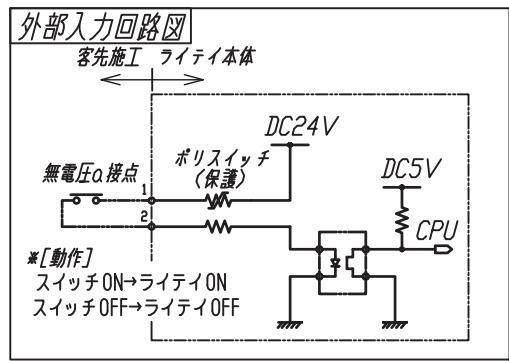 外部入力回路図
客先施工 ライテイ本体
DC24V
ポリスイッチ
(保護)
DC5V
無電圧a接点
1
2
CPU
※[動作]
スイッチON→ライテイON
スイッチOFF→ライテイOFF